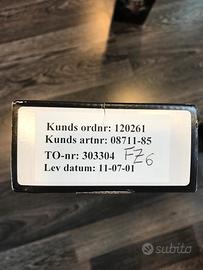 Kunds ordnr: 120261
Kunds artnr: 08711-85
TO-nr: 303304 FZ6
Lev datum: 11-07-01
subito